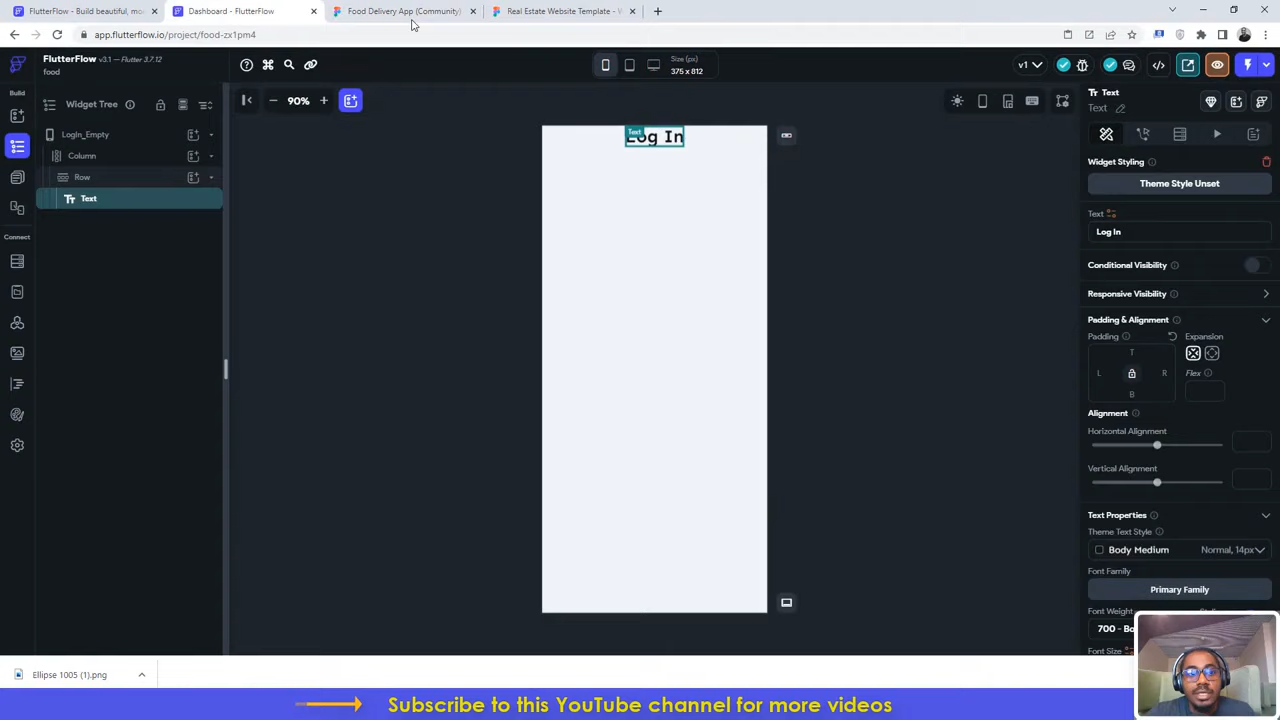 FlutterFlow - Build beautiful, mo
Dashboard - FlutterFlow
Food Delivery App (Community)
Real Estate Website Template - W
app.flutterflow.io/project/food-zx1pm4
FlutterFlow v3.1 — Flutter 3.7.12
food
Size (px)
375 x 812
v1
Build
Widget Tree
90%
LogIn_Empty
Column
Row
Text
Connect
Text
Log In
Text
Text
Widget Styling
Theme Style Unset
Text
Log In
Conditional Visibility
Responsive Visibility
Padding & Alignment
Padding
Expansion
T
L
R
B
Flex
Alignment
Horizontal Alignment
Vertical Alignment
Text Properties
Theme Text Style
Body Medium
Normal, 14px
Font Family
Primary Family
Font Weight
700 - Bo
Font Size
Ellipse 1005 (1).png
Subscribe to this YouTube channel for more videos